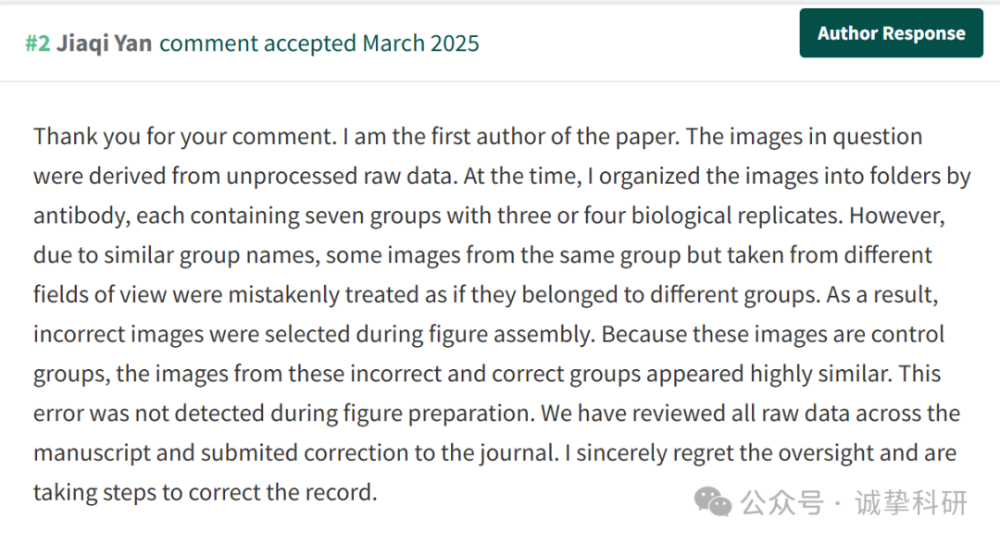 #2 Jiaqi Yan comment accepted March 2025
Author Response
Thank you for your comment. I am the first author of the paper. The images in question
were derived from unprocessed raw data. At the time, I organized the images into folders by
antibody, each containing seven groups with three or four biological replicates. However,
due to similar group names, some images from the same group but taken from different
fields of view were mistakenly treated as if they belonged to different groups. As a result,
incorrect images were selected during figure assembly. Because these images are control
groups, the images from these incorrect and correct groups appeared highly similar. This
error was not detected during figure preparation. We have reviewed all raw data across the
manuscript and submited correction to the journal. I sincerely regret the oversight and are
taking steps to correct the record.
公众号 · 诚挚科研